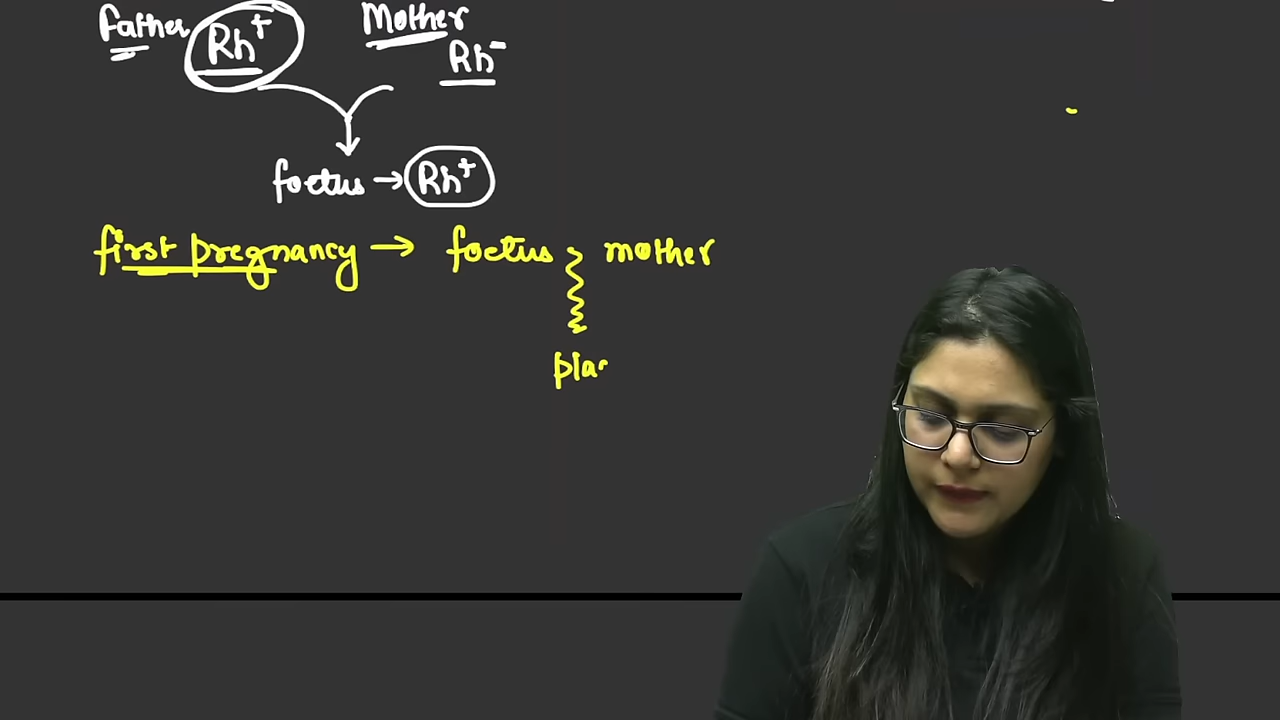 Father Rh+ Mother
Rh-
foetus → Rh+
first pregnancy → foetus mother
pla